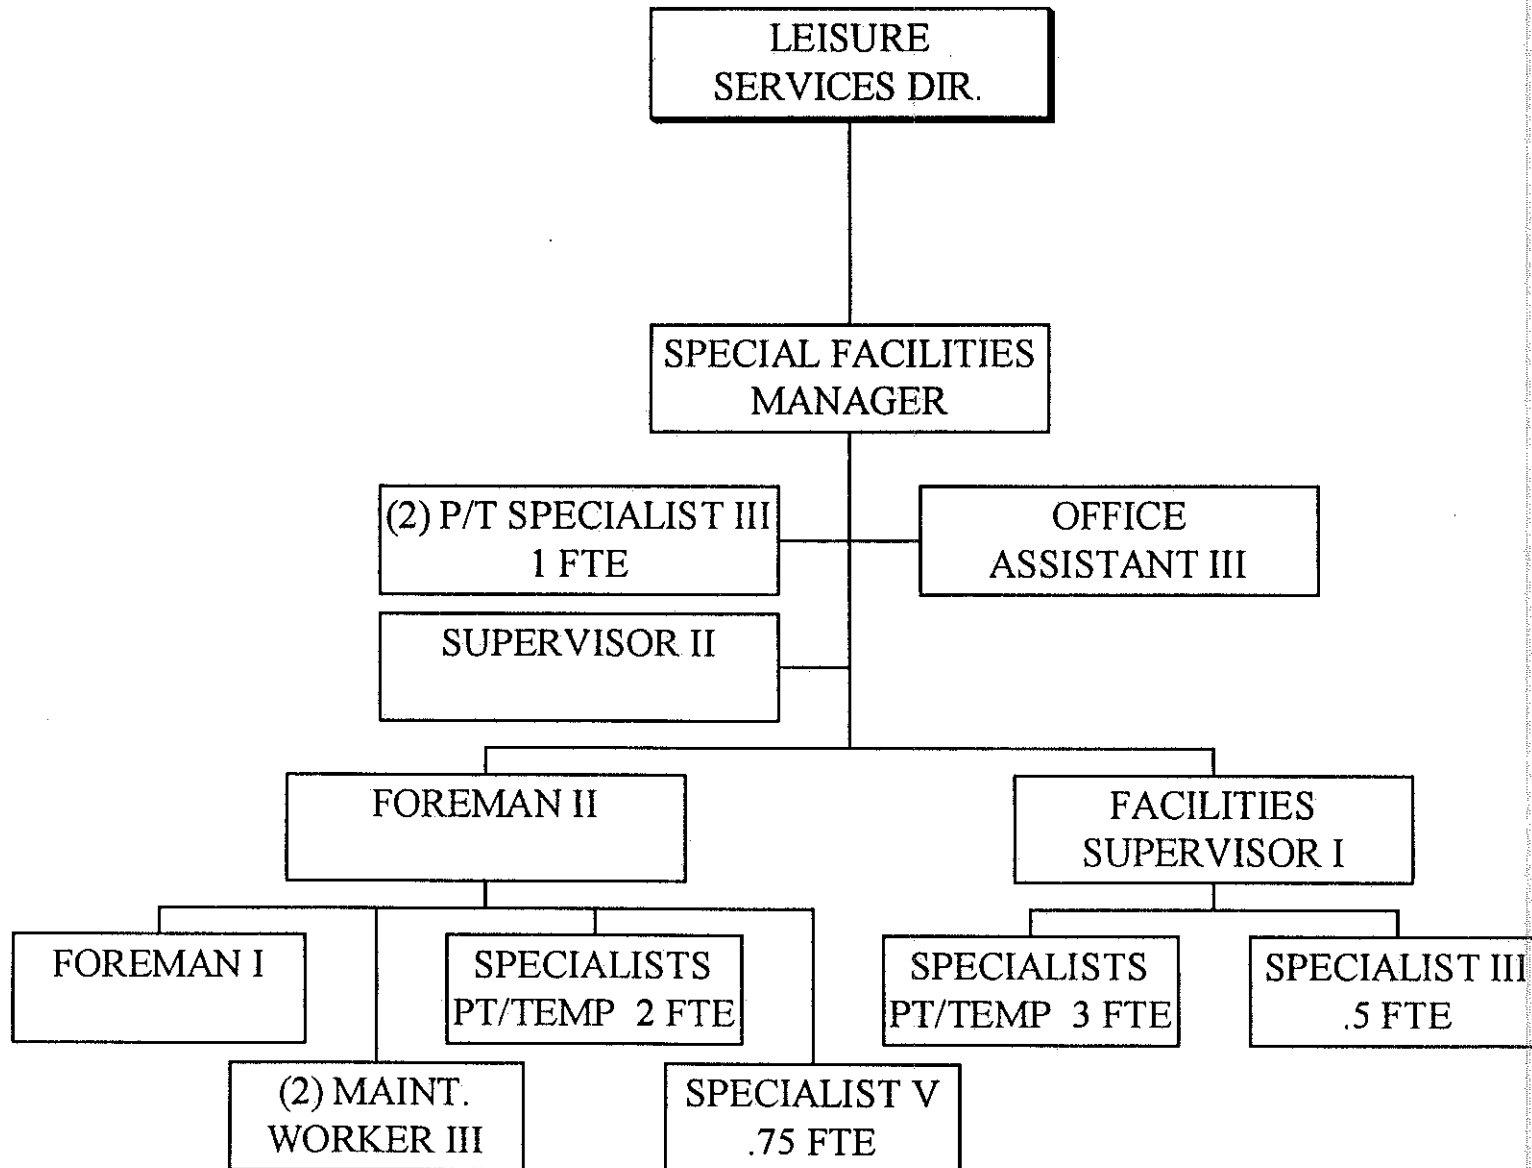 LEISURE
SERVICES DIR.
SPECIAL FACILITIES
MANAGER
(2) P/T SPECIALIST III
1 FTE
OFFICE
ASSISTANT III
SUPERVISOR II
FOREMAN II
FACILITIES
SUPERVISOR I
FOREMAN I
SPECIALISTS
PT/TEMP 2 FTE
SPECIALISTS
PT/TEMP 3 FTE
SPECIALIST III
.5 FTE
(2) MAINT.
WORKER III
SPECIALIST V
.75 FTE